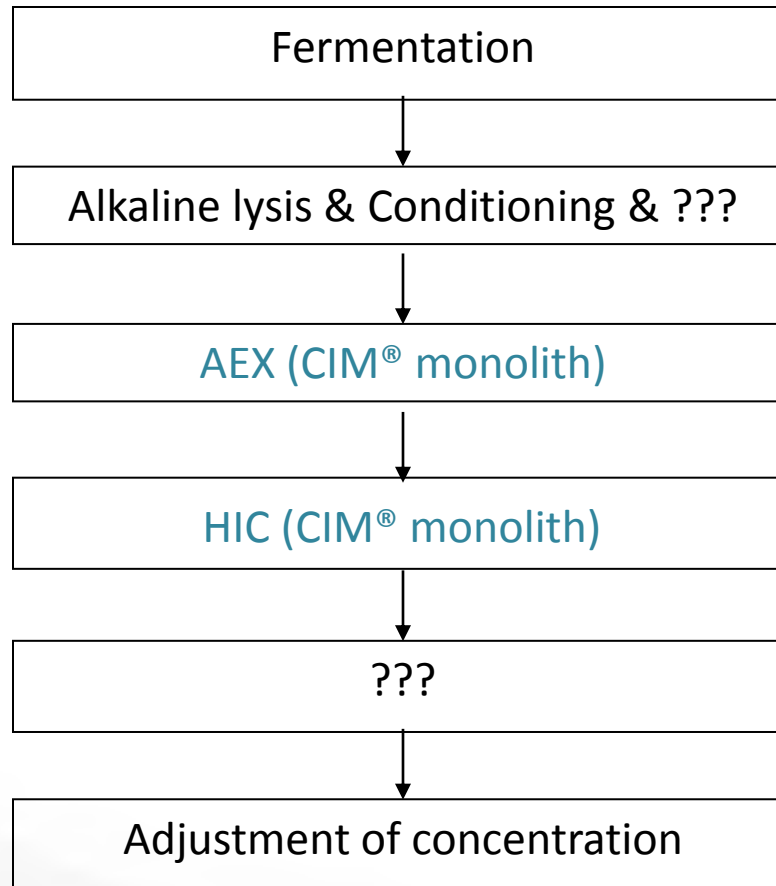 Fermentation
Alkaline lysis & Conditioning & ???
AEX (CIM® monolith)
HIC (CIM® monolith)
???
Adjustment of concentration